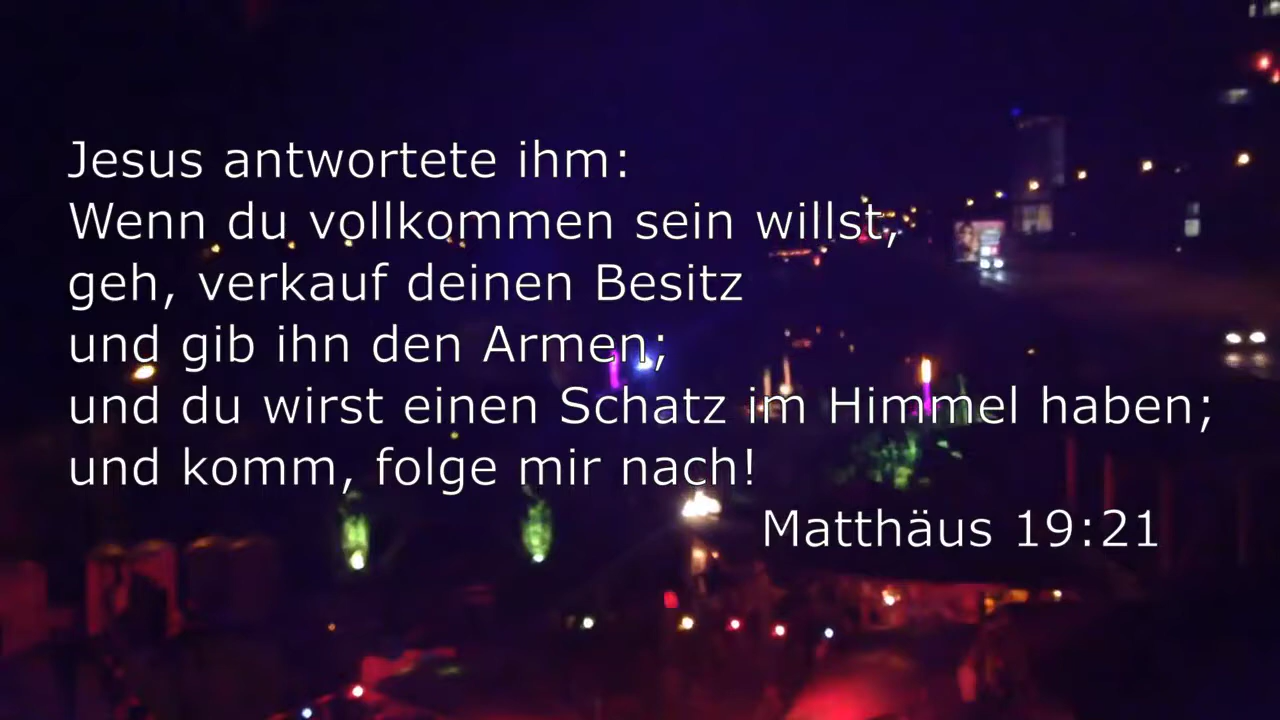 Jesus antwortete ihm:
Wenn du vollkommen sein willst,
geh, verkauf deinen Besitz
und gib ihn den Armen;
und du wirst einen Schatz im Himmel haben;
und komm, folge mir nach!
Matthäus 19:21